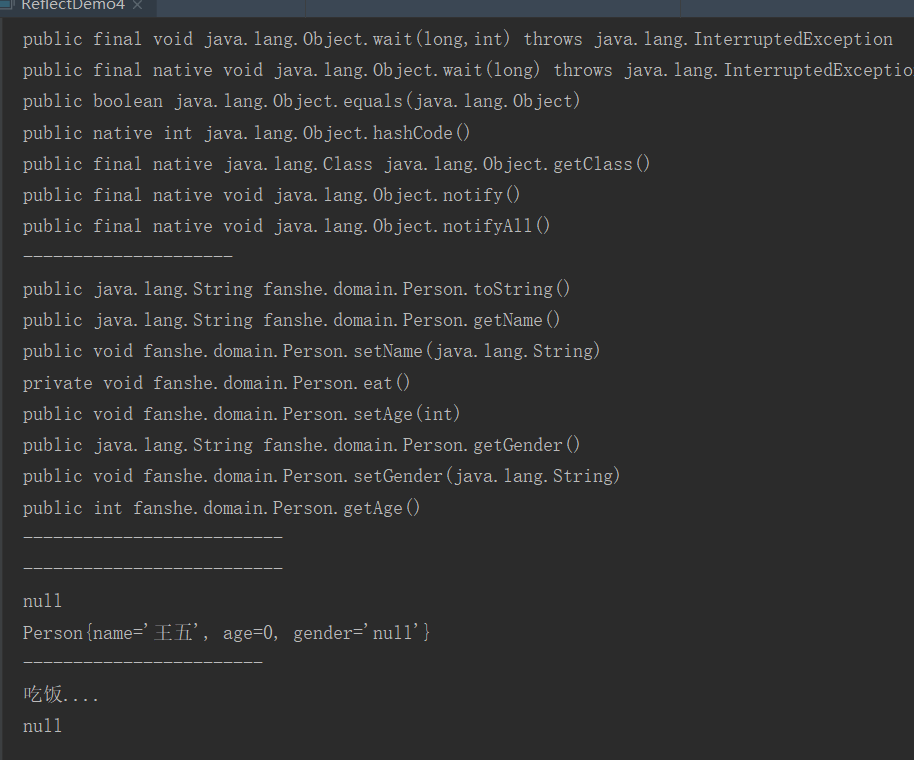 ReflectDemo4
public final void java.lang.Object.wait(long,int) throws java.lang.InterruptedException
public final native void java.lang.Object.wait(long) throws java.lang.InterruptedExceptio
public boolean java.lang.Object.equals(java.lang.Object)
public native int java.lang.Object.hashCode()
public final native java.lang.Class java.lang.Object.getClass()
public final native void java.lang.Object.notify()
public final native void java.lang.Object.notifyAll()
---------------------
public java.lang.String fanshe.domain.Person.toString()
public java.lang.String fanshe.domain.Person.getName()
public void fanshe.domain.Person.setName(java.lang.String)
private void fanshe.domain.Person.eat()
public void fanshe.domain.Person.setAge(int)
public java.lang.String fanshe.domain.Person.getGender()
public void fanshe.domain.Person.setGender(java.lang.String)
public int fanshe.domain.Person.getAge()
--------------------------
--------------------------
null
Person{name='王五', age=0, gender='null'}
------------------------
吃饭....
null